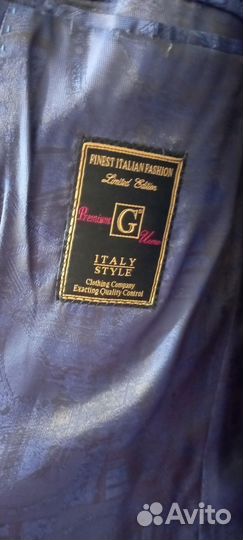 FINEST ITALIAN FASHION
Limited Edition
Premium G Uomo
ITALY
STYLE
Clothing Company
Exacting Quality Control
Avito